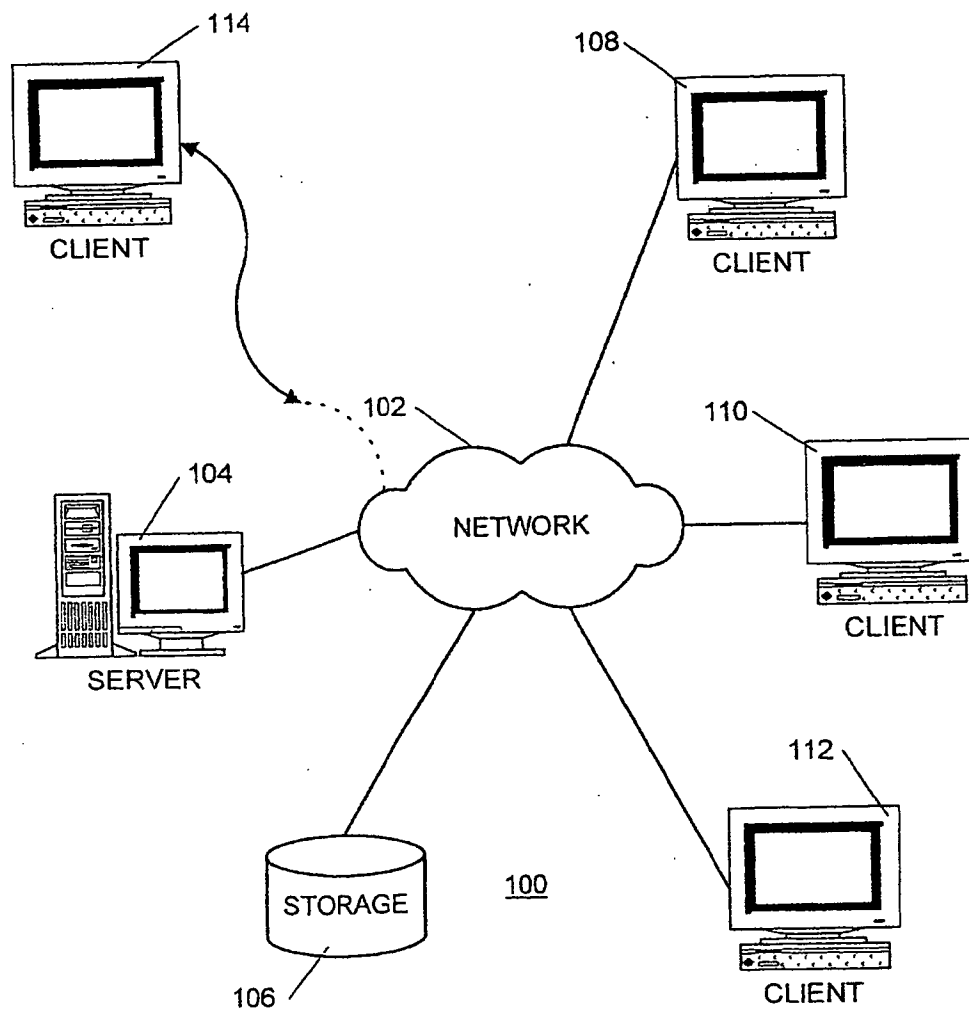 114
108
CLIENT
CLIENT
102
110
104
NETWORK
CLIENT
SERVER
112
STORAGE
100
106
CLIENT